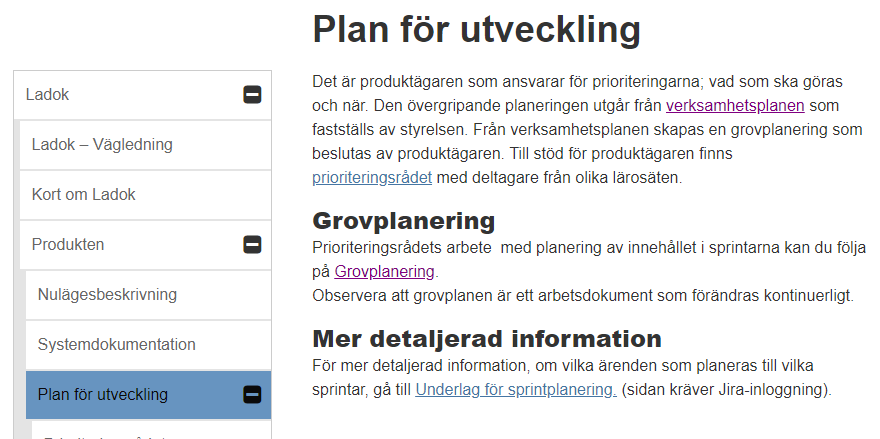 Plan för utveckling
Ladok
Ladok – Vägledning
Kort om Ladok
Produkten
Nulägesbeskrivning
Systemdokumentation
Plan för utveckling
Det är produktägaren som ansvarar för prioriteringarna; vad som ska göras
och när. Den övergripande planeringen utgår från verksamhetsplanen som
fastställs av styrelsen. Från verksamhetsplanen skapas en grovplanering som
beslutas av produktägaren. Till stöd för produktägaren finns
prioriteringsrådet med deltagare från olika lärosäten.
Grovplanering
Prioriteringsrådets arbete  med planering av innehållet i sprintarna kan du följa
på Grovplanering.
Observera att grovplanen är ett arbetsdokument som förändras kontinuerligt.
Mer detaljerad information
För mer detaljerad information, om vilka ärenden som planeras till vilka
sprintar, gå till Underlag för sprintplanering. (sidan kräver Jira-inloggning).